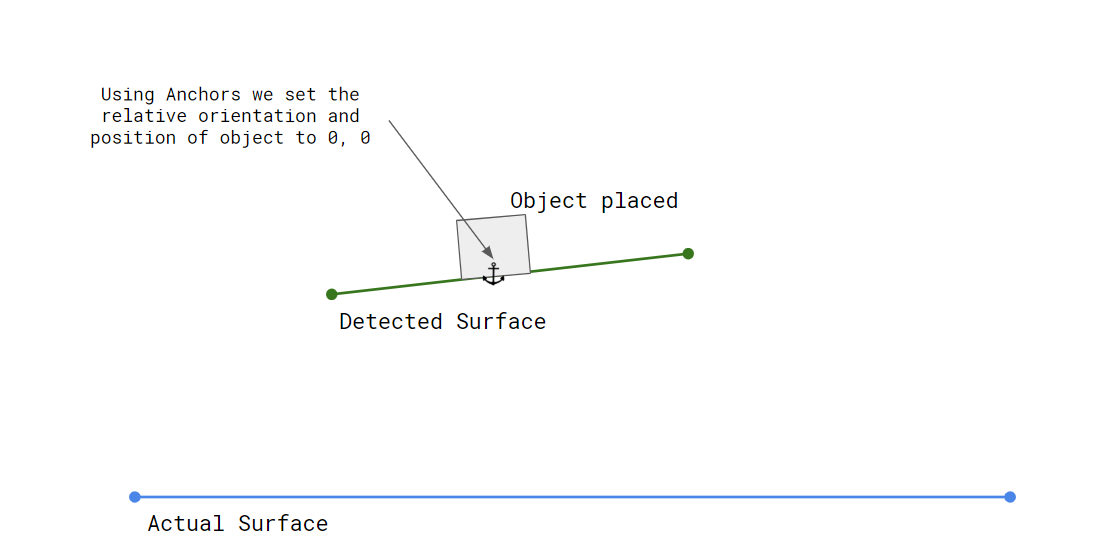 Using Anchors we set the
relative orientation and
position of object to 0, 0
Object placed
Detected Surface
Actual Surface